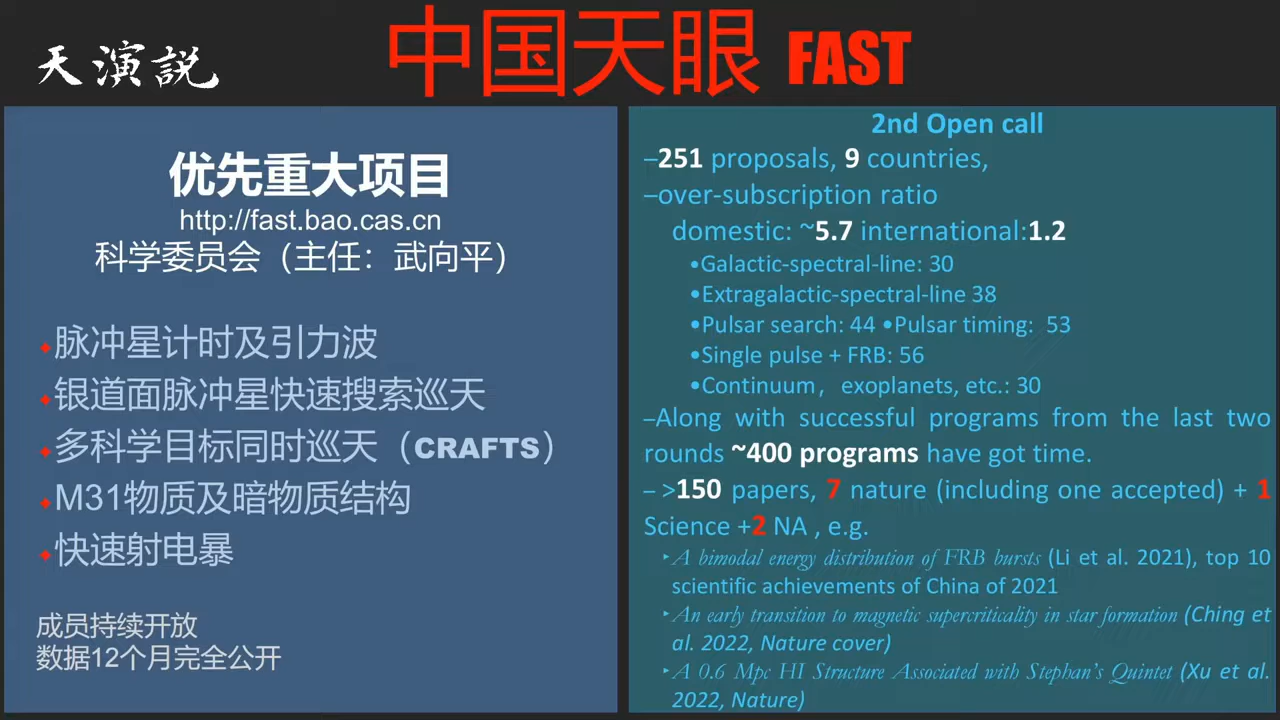 天演説
中国天眼 FAST
优先重大项目
http://fast.bao.cas.cn
科学委员会（主任：武向平）
脉冲星计时及引力波
银道面脉冲星快速搜索巡天
多科学目标同时巡天（CRAFTS）
M31物质及暗物质结构
快速射电暴
成员持续开放
数据12个月完全公开
2nd Open call
–251 proposals, 9 countries,
–over-subscription ratio
domestic: ~5.7 international:1.2
•Galactic-spectral-line: 30
•Extragalactic-spectral-line 38
•Pulsar search: 44 •Pulsar timing: 53
•Single pulse + FRB: 56
•Continuum， exoplanets, etc.: 30
–Along with successful programs from the last two
rounds ~400 programs have got time.
– >150 papers, 7 nature (including one accepted) + 1
Science +2 NA , e.g.
‣A bimodal energy distribution of FRB bursts (Li et al. 2021), top 10
scientific achievements of China of 2021
‣An early transition to magnetic supercriticality in star formation (Ching et
al. 2022, Nature cover)
‣A 0.6 Mpc HI Structure Associated with Stephan's Quintet (Xu et al.
2022, Nature)